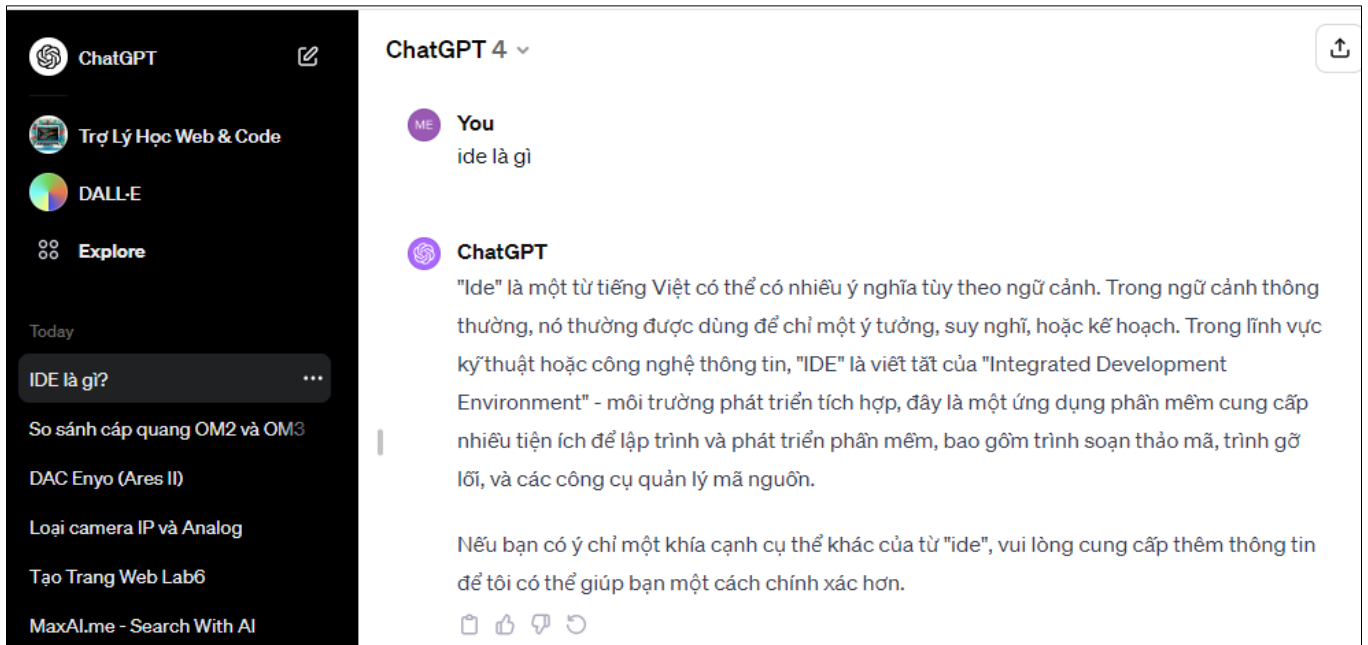 ChatGPT
Trợ Lý Học Web & Code
DALL·E
Explore
Today
IDE là gì?
So sánh cáp quang OM2 và OM3
DAC Enyo (Ares II)
Loại camera IP và Analog
Tạo Trang Web Lab6
MaxAI.me - Search With AI
ChatGPT 4
ME
You
ide là gì
ChatGPT
"Ide" là một từ tiếng Việt có thể có nhiều ý nghĩa tùy theo ngữ cảnh. Trong ngữ cảnh thông
thường, nó thường được dùng để chỉ một ý tưởng, suy nghĩ, hoặc kế hoạch. Trong lĩnh vực
kỹ thuật hoặc công nghệ thông tin, "IDE" là viết tắt của "Integrated Development
Environment" - môi trường phát triển tích hợp, đây là một ứng dụng phần mềm cung cấp
nhiều tiện ích để lập trình và phát triển phần mềm, bao gồm trình soạn thảo mã, trình gỡ
lỗi, và các công cụ quản lý mã nguồn.
Nếu bạn có ý chỉ một khía cạnh cụ thể khác của từ "ide", vui lòng cung cấp thêm thông tin
để tôi có thể giúp bạn một cách chính xác hơn.